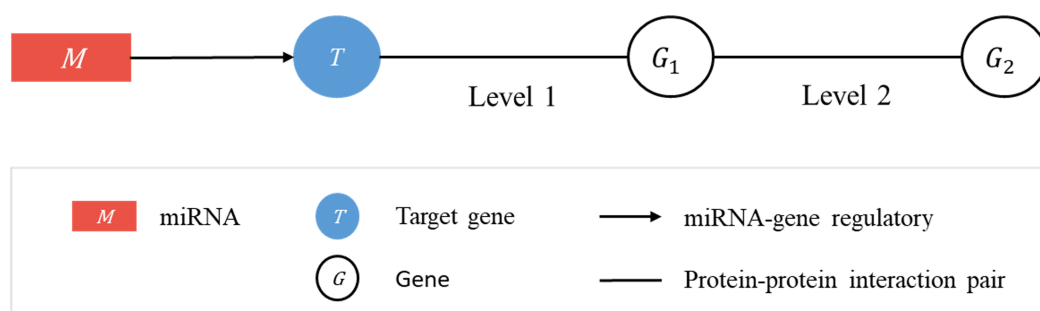 M T G₁ G₂
Level 1 Level 2
M miRNA T Target gene miRNA-gene regulatory
G Gene Protein-protein interaction pair